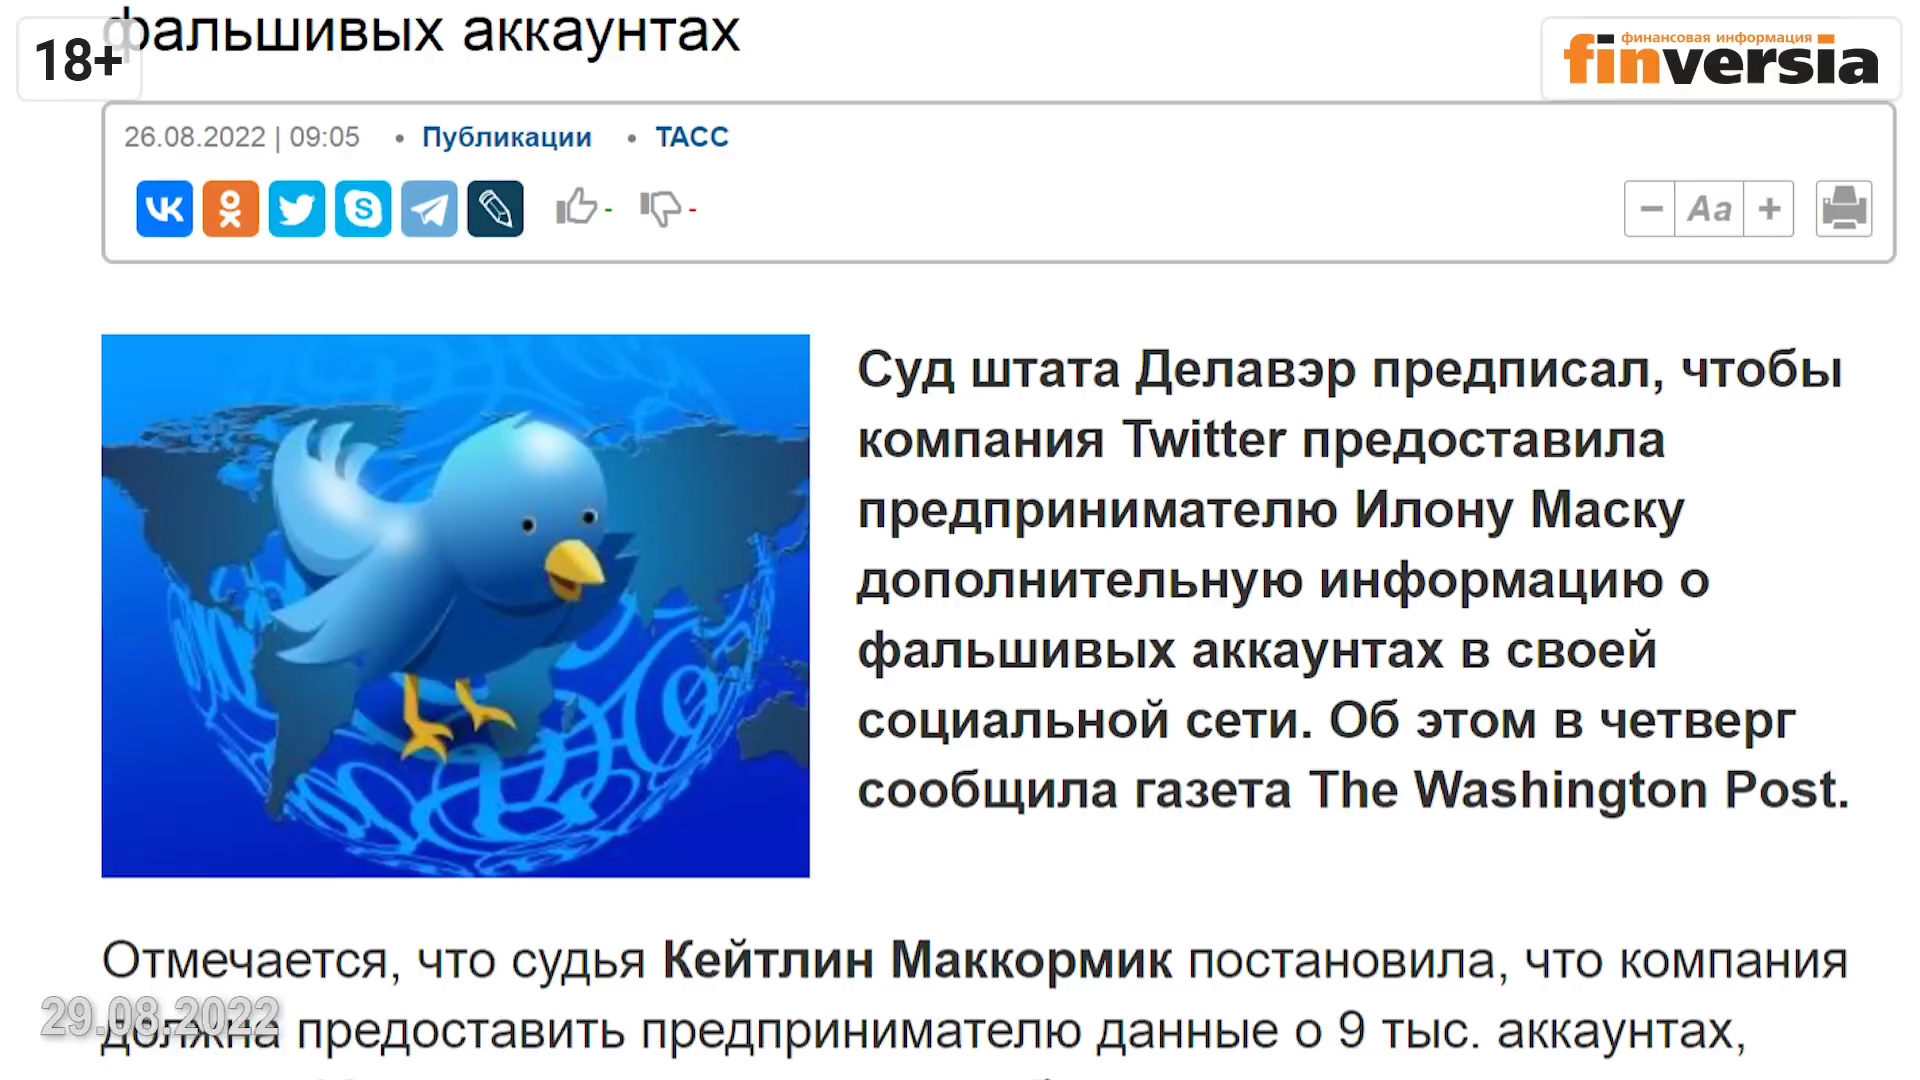 фальшивых аккаунтах
18+
финансовая информация
finversia
26.08.2022 | 09:05 • Публикации • ТАСС
- Aa +
Суд штата Делавэр предписал, чтобы
компания Twitter предоставила
предпринимателю Илону Маску
дополнительную информацию о
фальшивых аккаунтах в своей
социальной сети. Об этом в четверг
сообщила газета The Washington Post.
Отмечается, что судья Кейтлин Маккормик постановила, что компания
должна предоставить предпринимателю данные о 9 тыс. аккаунтах,
29.08.2022